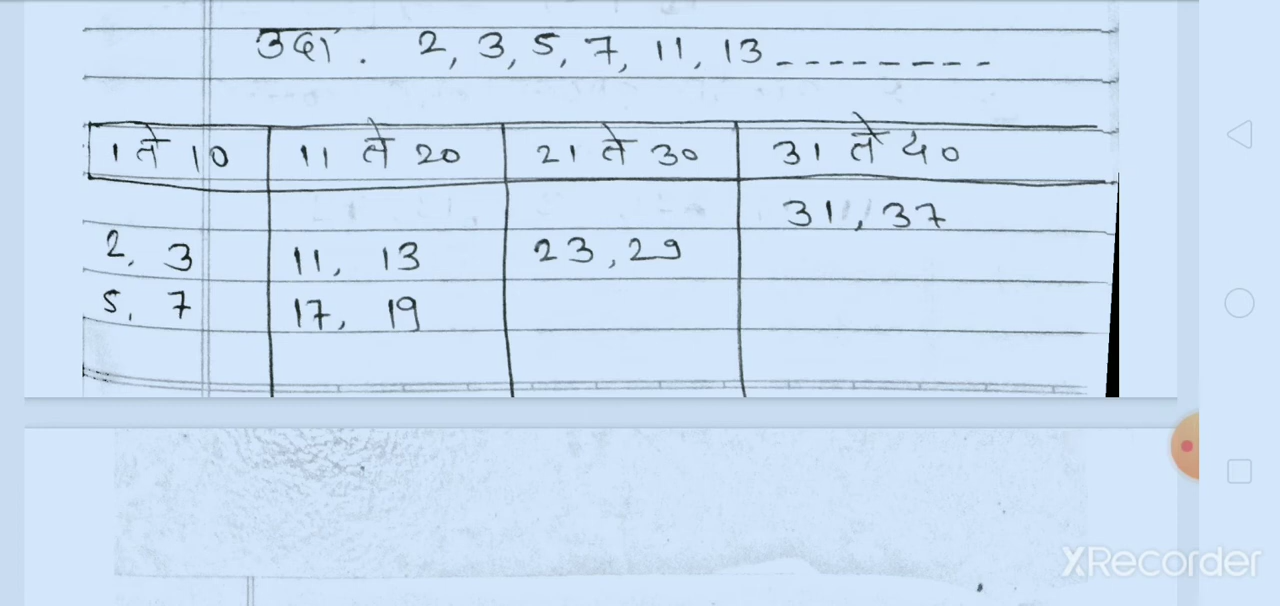 उदा. 2, 3, 5, 7, 11, 13 --------
1 ते 10 11 ते 20 21 ते 30 31 ते 40
31, 37
2, 3 11, 13 23, 29
5, 7 17, 19
XRecorder